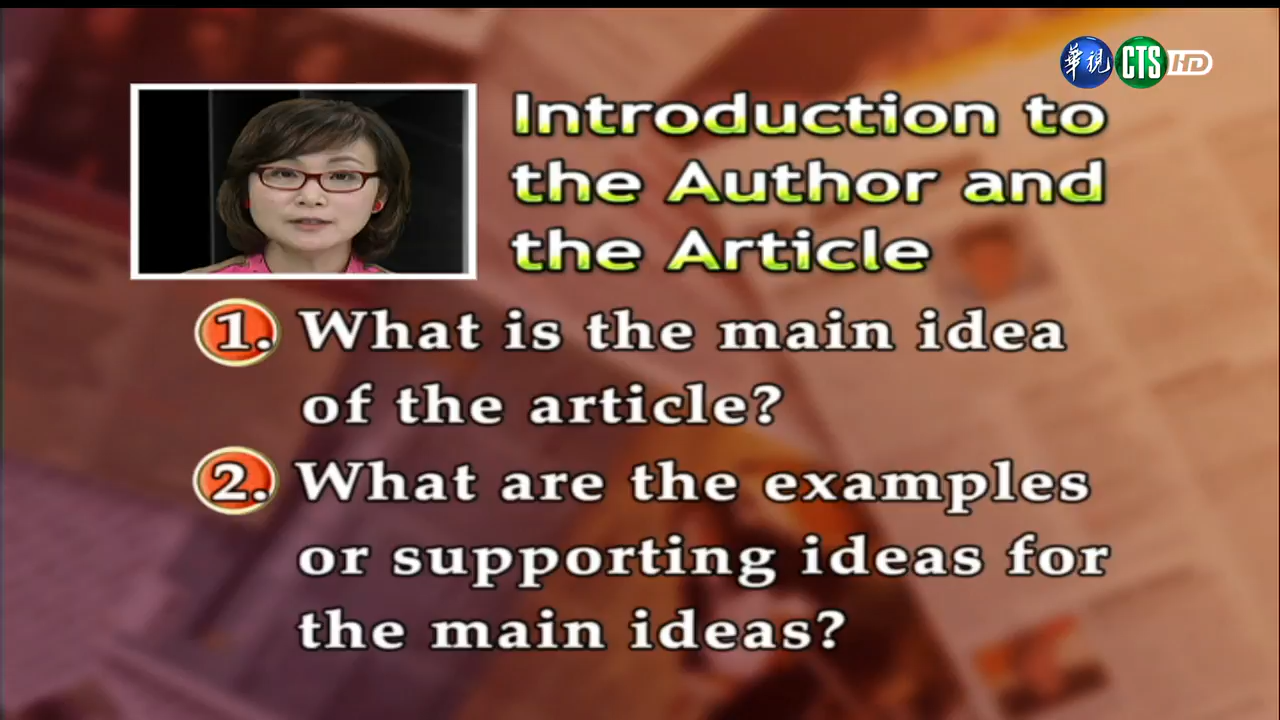 華視 CTS HD
Introduction to
the Author and
the Article
1. What is the main idea
of the article?
2. What are the examples
or supporting ideas for
the main ideas?